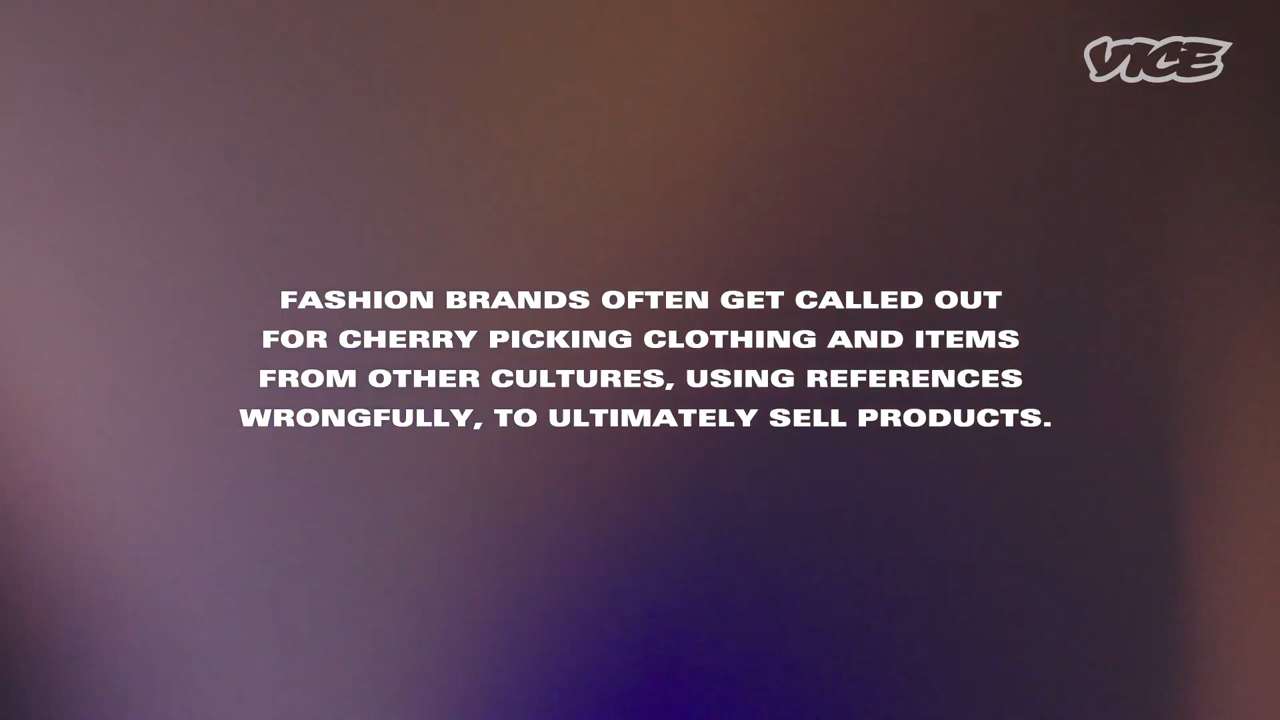 VICE
FASHION BRANDS OFTEN GET CALLED OUT
FOR CHERRY PICKING CLOTHING AND ITEMS
FROM OTHER CULTURES, USING REFERENCES
WRONGFULLY, TO ULTIMATELY SELL PRODUCTS.